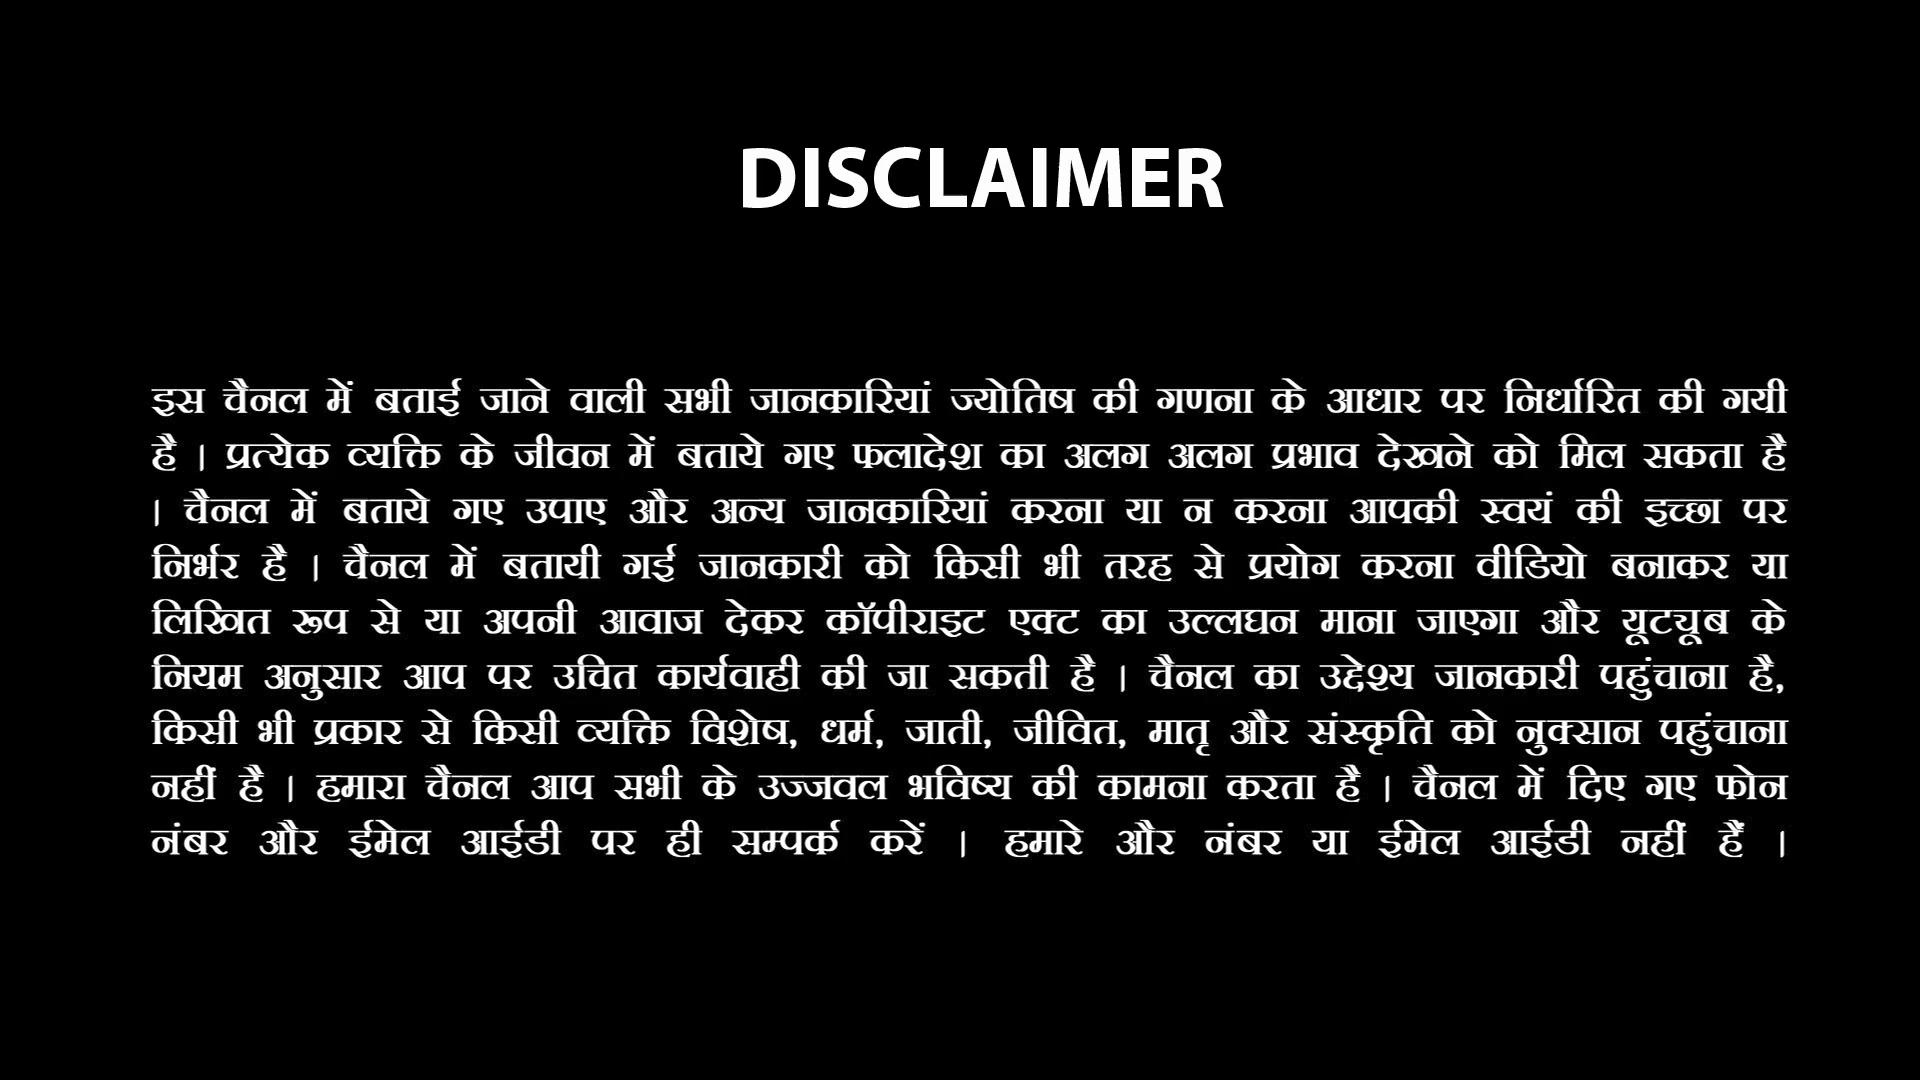 DISCLAIMER
इस चैनल में बताई जाने वाली सभी जानकारियां ज्योतिष की गणना के आधार पर निर्धारित की गयी
है । प्रत्येक व्यक्ति के जीवन में बताये गए फलादेश का अलग अलग प्रभाव देखने को मिल सकता है
। चैनल में बताये गए उपाए और अन्य जानकारियां करना या न करना आपकी स्वयं की इच्छा पर
निर्भर है । चैनल में बतायी गई जानकारी को किसी भी तरह से प्रयोग करना वीडियो बनाकर या
लिखित रूप से या अपनी आवाज देकर कॉपीराइट एक्ट का उल्लघन माना जाएगा और यूट्यूब के
नियम अनुसार आप पर उचित कार्यवाही की जा सकती है । चैनल का उद्देश्य जानकारी पहुंचाना है,
किसी भी प्रकार से किसी व्यक्ति विशेष, धर्म, जाती, जीवित, मातृ और संस्कृति को नुक्सान पहुंचाना
नहीं है । हमारा चैनल आप सभी के उज्जवल भविष्य की कामना करता है । चैनल में दिए गए फोन
नंबर और ईमेल आईडी पर ही सम्पर्क करें । हमारे और नंबर या ईमेल आईडी नहीं हैं ।